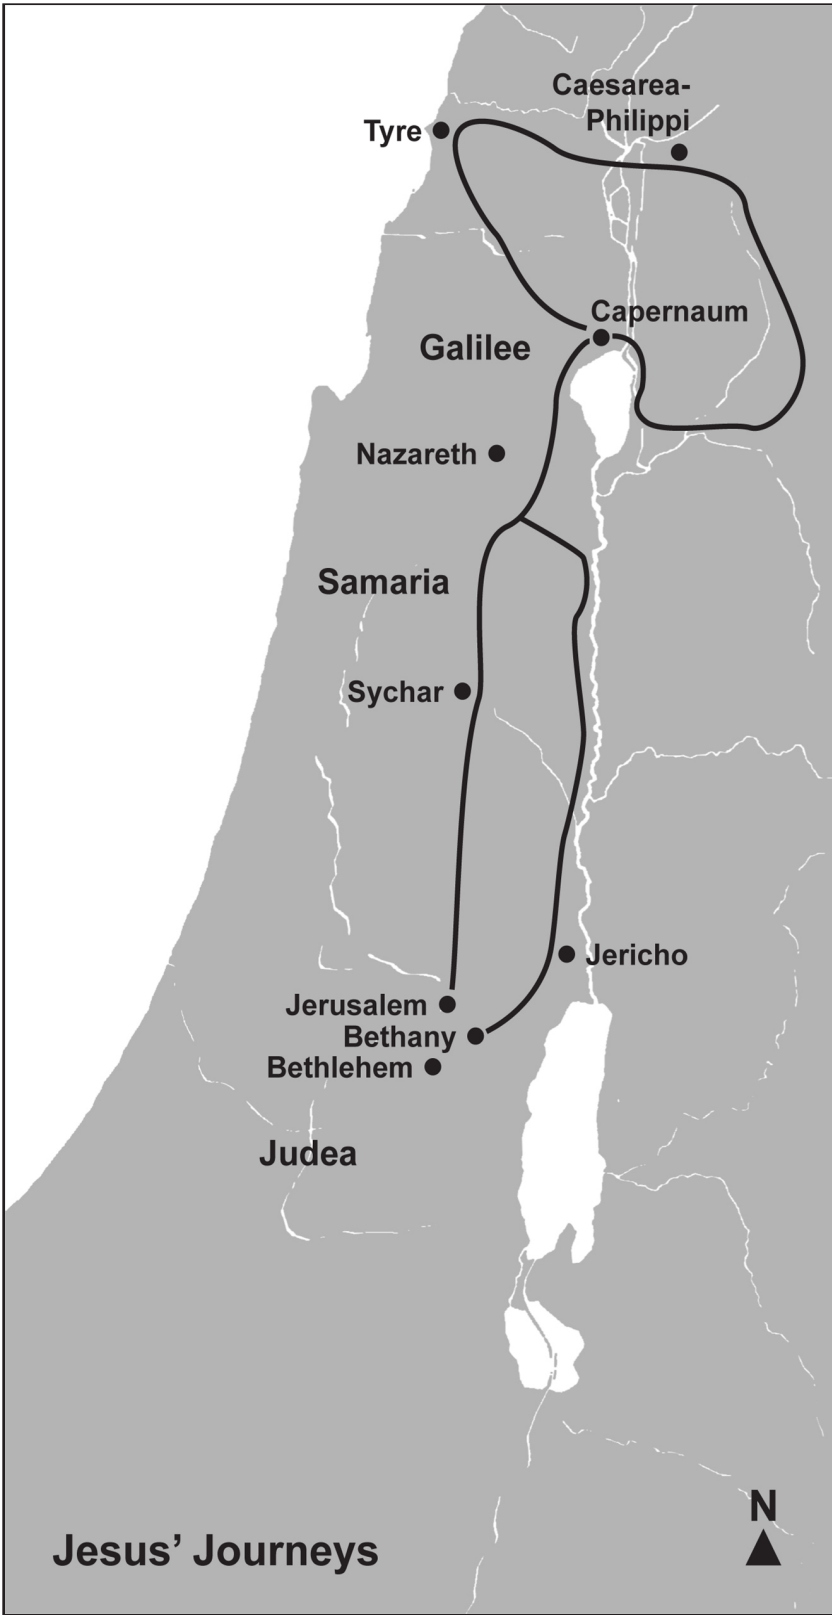 Caesarea-
Philippi
Tyre
Capernaum
Galilee
Nazareth
Samaria
Sychar
Jericho
Jerusalem
Bethany
Bethlehem
Judea
N
Jesus’ Journeys